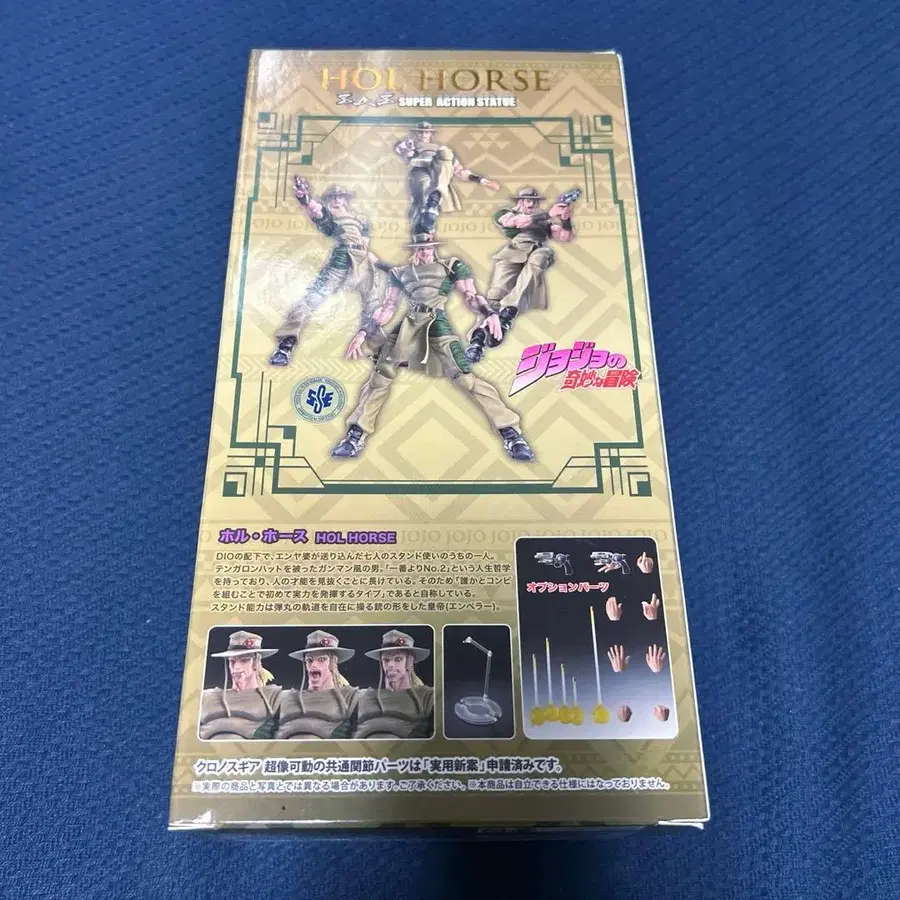 HOL HORSE
SUPER ACTION STATUE
JOJO JOJO
ジョジョの
奇妙な冒険
SSE
ホル・ホース HOL HORSE
DIOの配下で、エンヤ婆が送り込んだ七人のスタンド使いのうちの一人。
テンガロンハットを被ったガンマン風の男。「一番よりNo.2」という人生哲学
を持っており、人の才能を見抜くことに長けている。そのため「誰かとコンビ
を組むことで初めて実力を発揮するタイプ」であると自称している。
スタンド能力は弾丸の軌道を自在に操る銃の形をした皇帝(エンペラー)。
オプションパーツ
クロノスギア 超像可動の共通関節パーツは「実用新案」申請済みです。
※実際の商品と写真とでは異なる場合があります。ご了承ください。※本商品は自立できる仕様にはなっておりません。